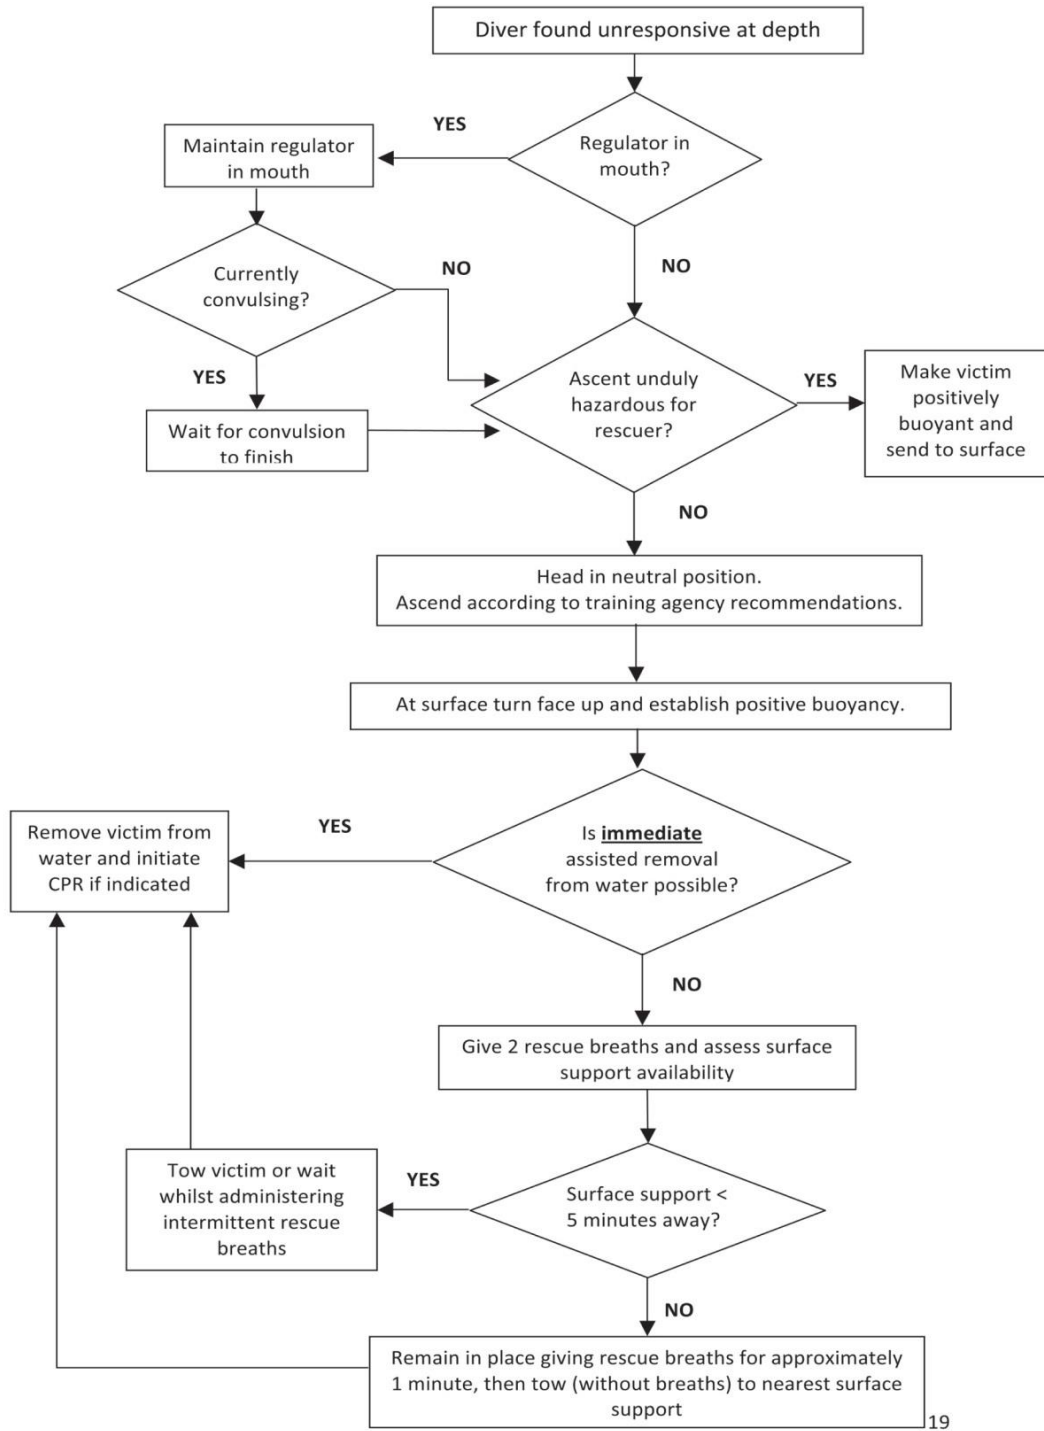 Diver found unresponsive at depth
YES
Regulator in
mouth?
Maintain regulator
in mouth
NO
Currently
convulsing?
NO
YES
Wait for convulsion
to finish
Ascent unduly
hazardous for
rescuer?
YES
Make victim
positively
buoyant and
send to surface
NO
Head in neutral position.
Ascend according to training agency recommendations.
At surface turn face up and establish positive buoyancy.
Is immediate
assisted removal
from water possible?
YES
Remove victim from
water and initiate
CPR if indicated
NO
Give 2 rescue breaths and assess surface
support availability
Surface support <
5 minutes away?
YES
Tow victim or wait
whilst administering
intermittent rescue
breaths
NO
Remain in place giving rescue breaths for approximately
1 minute, then tow (without breaths) to nearest surface
support
19